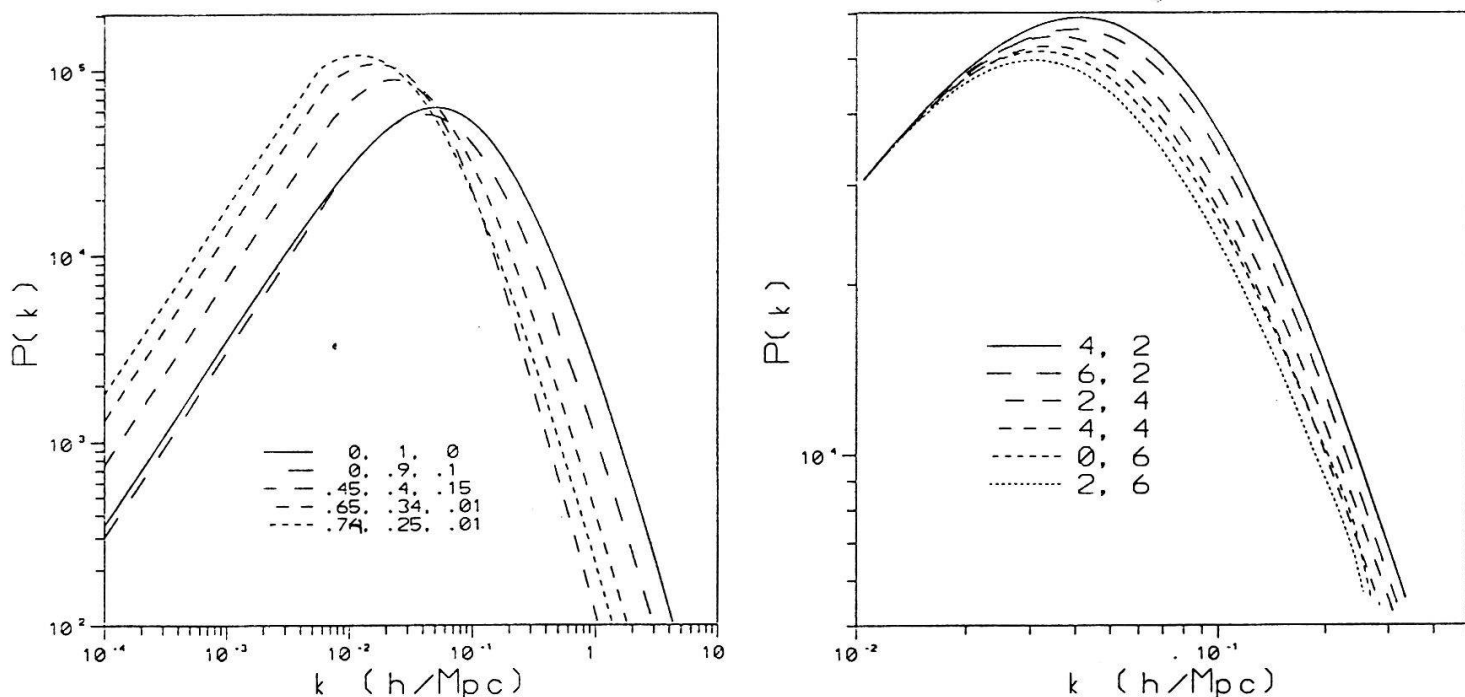 P(k)
10⁵
10⁴
10³
10²
0, 1, 0
0, .9, .1
.45, .4, .15
.65, .34, .01
.74, .25, .01
10⁻⁴
10⁻³
10⁻²
10⁻¹
1
10
k (h/Mpc)
P(k)
10⁴
4, 2
6, 2
2, 4
4, 4
0, 6
2, 6
10⁻²
10⁻¹
k (h/Mpc)